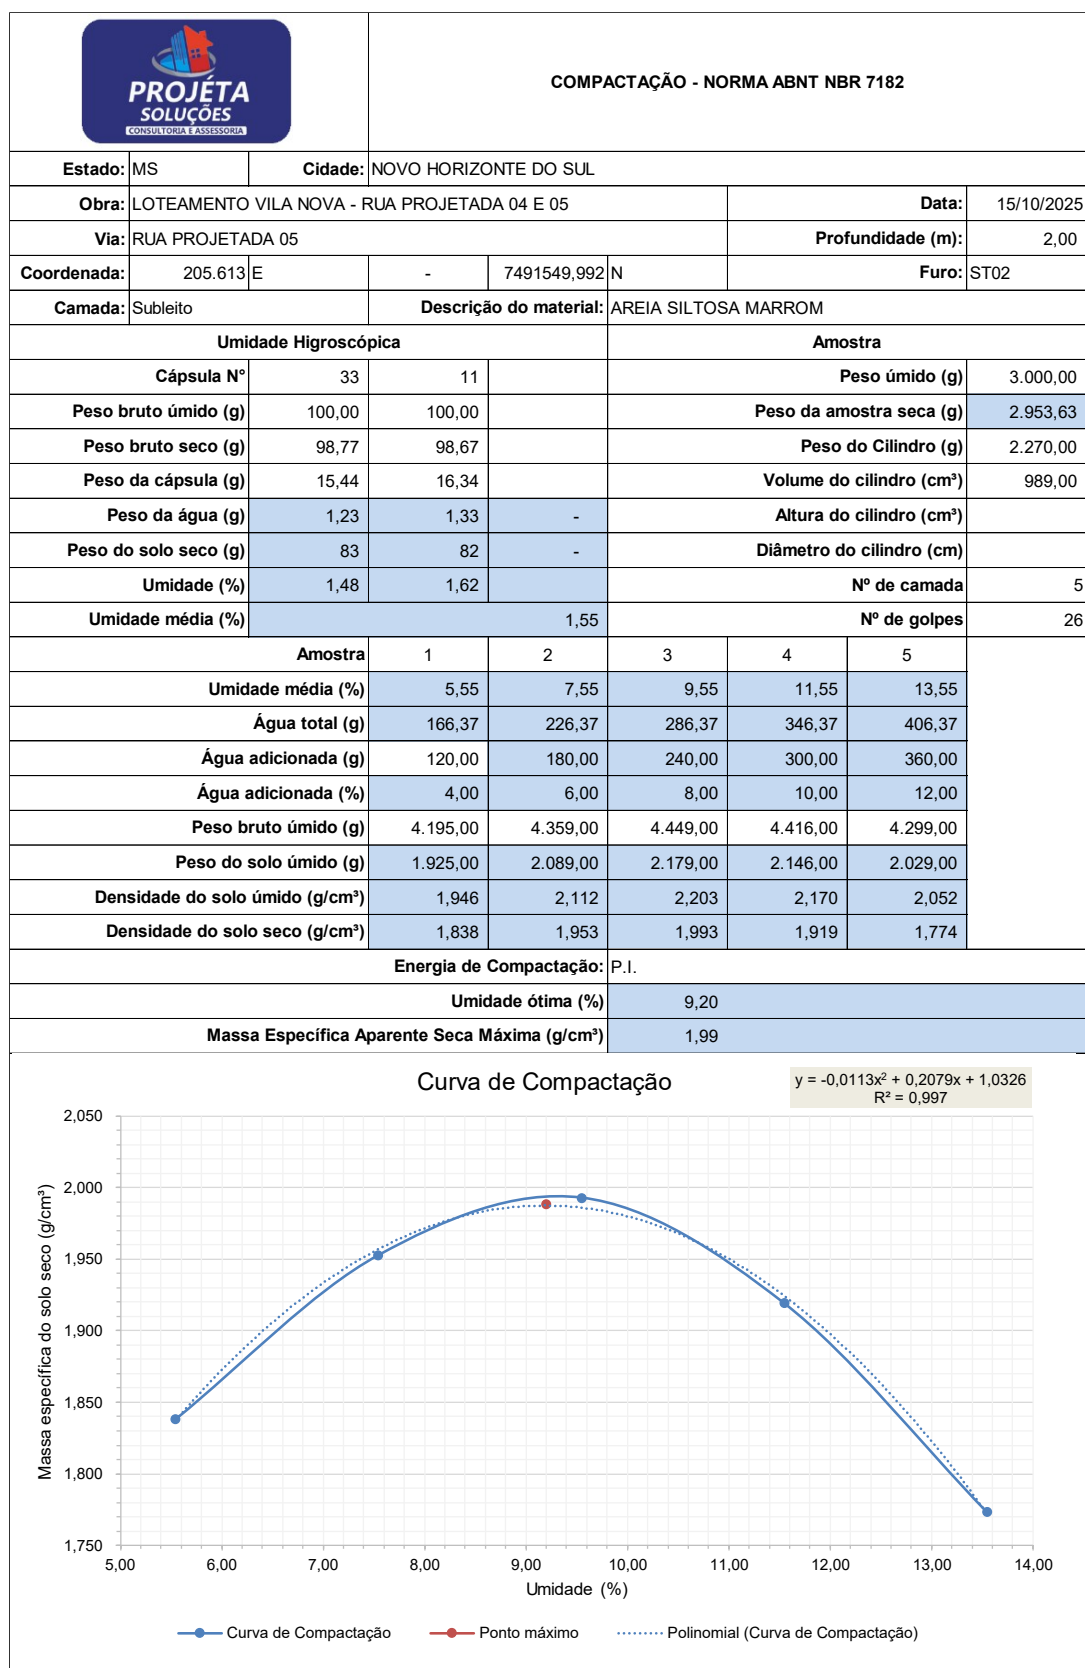 PROJÉTA
SOLUÇÕES
CONSULTORIA E ASSESSORIA
COMPACTAÇÃO - NORMA ABNT NBR 7182
Estado: MS Cidade: NOVO HORIZONTE DO SUL
Obra: LOTEAMENTO VILA NOVA - RUA PROJETADA 04 E 05 Data: 15/10/2025
Via: RUA PROJETADA 05 Profundidade (m): 2,00
Coordenada: 205.613 E - 7491549,992 N Furo: ST02
Camada: Subleito Descrição do material: AREIA SILTOSA MARROM
Umidade Higroscópica Amostra
Cápsula N° 33 11 Peso úmido (g) 3.000,00
Peso bruto úmido (g) 100,00 100,00 Peso da amostra seca (g) 2.953,63
Peso bruto seco (g) 98,77 98,67 Peso do Cilindro (g) 2.270,00
Peso da cápsula (g) 15,44 16,34 Volume do cilindro (cm³) 989,00
Peso da água (g) 1,23 1,33 - Altura do cilindro (cm³)
Peso do solo seco (g) 83 82 - Diâmetro do cilindro (cm)
Umidade (%) 1,48 1,62 Nº de camada 5
Umidade média (%) 1,55 Nº de golpes 26
Amostra 1 2 3 4 5
Umidade média (%) 5,55 7,55 9,55 11,55 13,55
Água total (g) 166,37 226,37 286,37 346,37 406,37
Água adicionada (g) 120,00 180,00 240,00 300,00 360,00
Água adicionada (%) 4,00 6,00 8,00 10,00 12,00
Peso bruto úmido (g) 4.195,00 4.359,00 4.449,00 4.416,00 4.299,00
Peso do solo úmido (g) 1.925,00 2.089,00 2.179,00 2.146,00 2.029,00
Densidade do solo úmido (g/cm³) 1,946 2,112 2,203 2,170 2,052
Densidade do solo seco (g/cm³) 1,838 1,953 1,993 1,919 1,774
Energia de Compactação: P.I.
Umidade ótima (%) 9,20
Massa Específica Aparente Seca Máxima (g/cm³) 1,99
Curva de Compactação
y = -0,0113x² + 0,2079x + 1,0326
R² = 0,997
Massa específica do solo seco (g/cm³)
2,050
2,000
1,950
1,900
1,850
1,800
1,750
5,00 6,00 7,00 8,00 9,00 10,00 11,00 12,00 13,00 14,00
Umidade (%)
Curva de Compactação Ponto máximo Polinomial (Curva de Compactação)